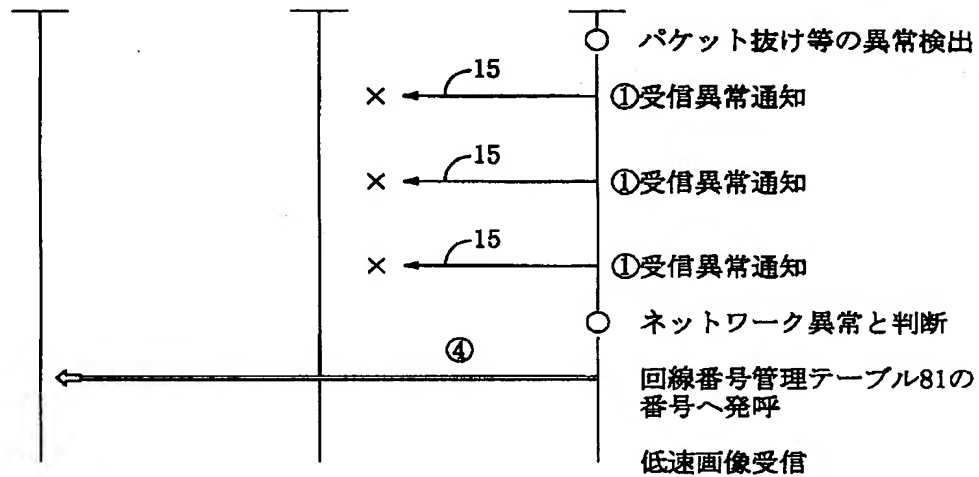 パケット抜け等の異常検出
15
①受信異常通知
15
①受信異常通知
15
①受信異常通知
ネットワーク異常と判断
④
回線番号管理テーブル81の
番号へ発呼
低速画像受信